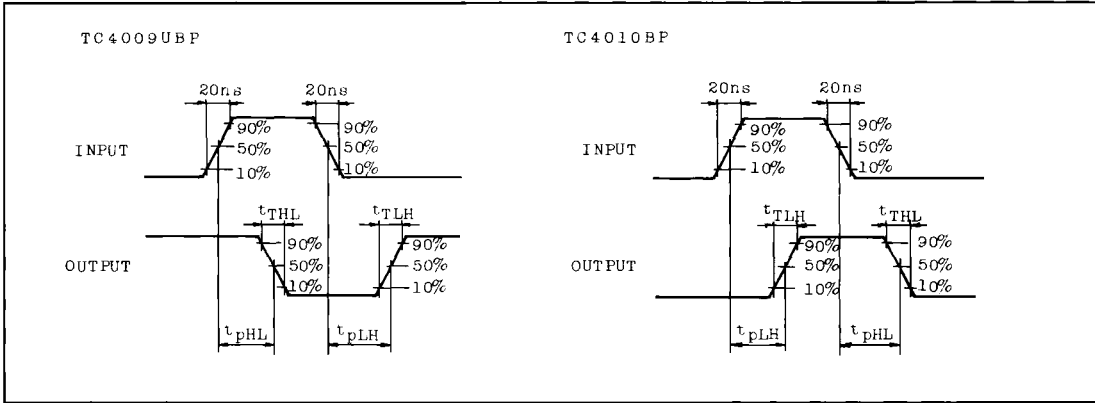 TC4009UBP
20ns 20ns
INPUT
90%
50%
10%
90%
50%
10%
tTHL tTLH
OUTPUT
90%
50%
10%
90%
50%
10%
tpHL tpLH
TC4010BP
20ns 20ns
INPUT
90%
50%
10%
90%
50%
10%
tTLH tTHL
OUTPUT
90%
50%
10%
90%
50%
10%
tpLH tpHL